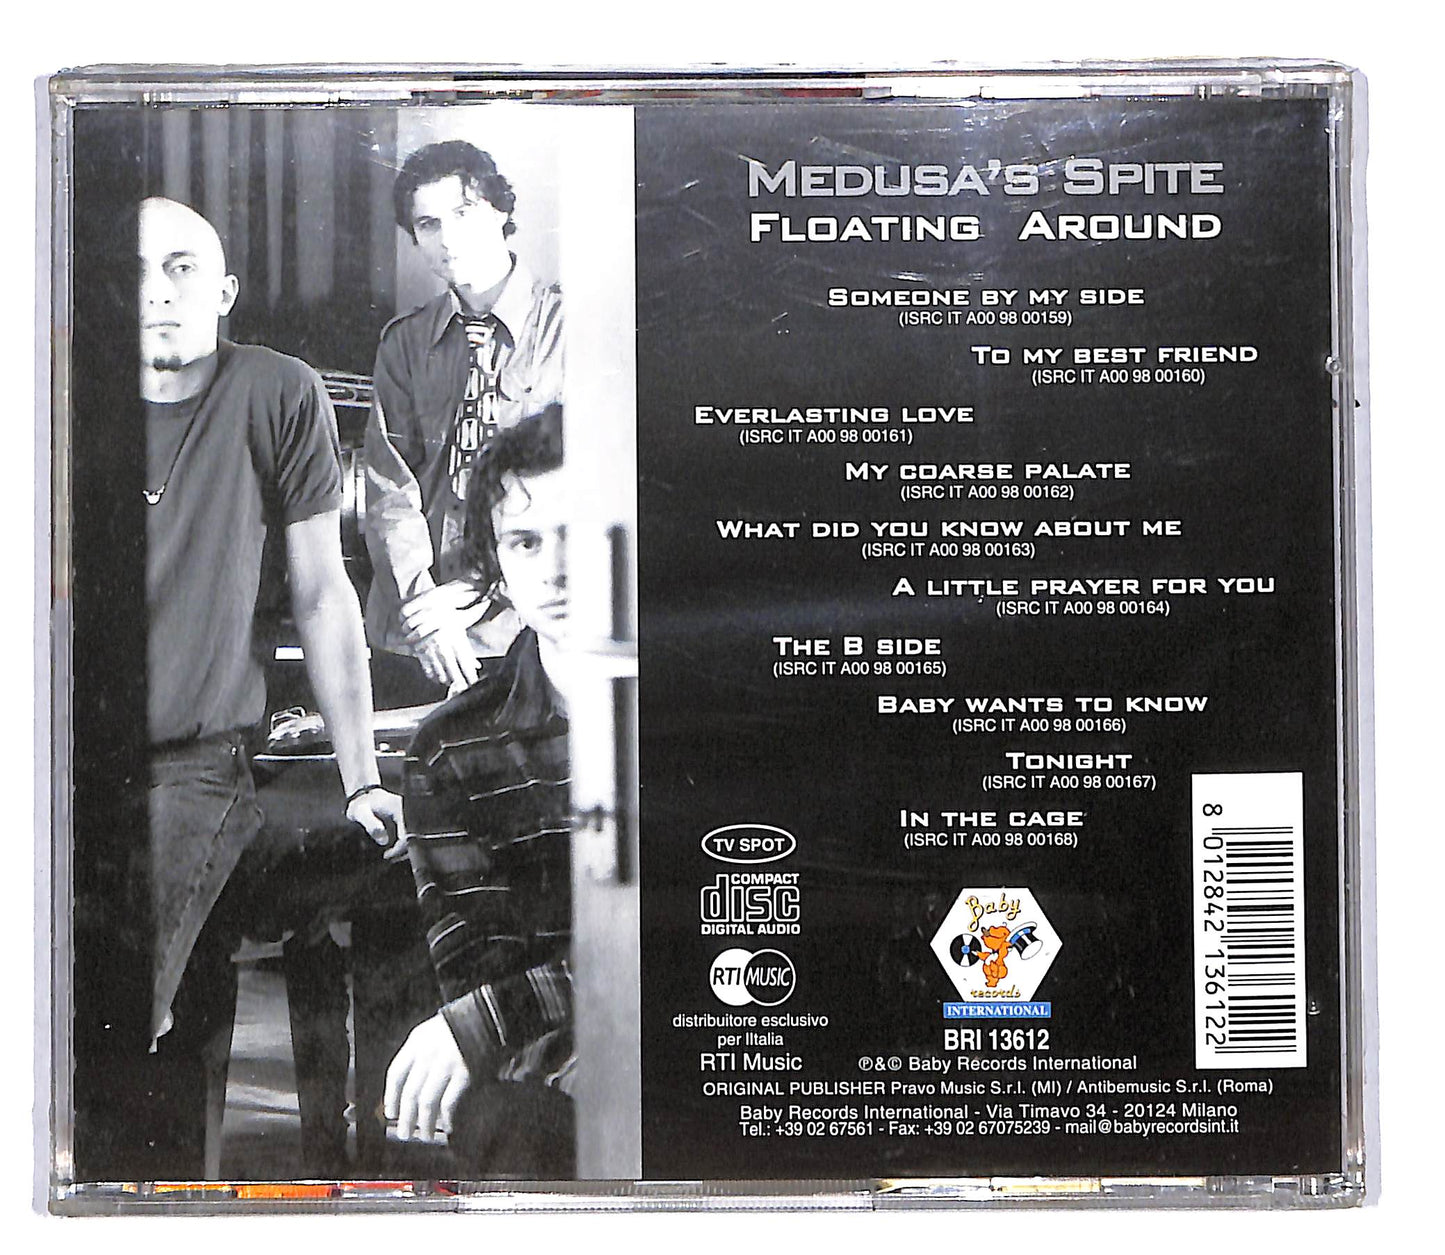 MEDUSA'S SPITE
FLOATING AROUND
SOMEONE BY MY SIDE
(ISRC IT A00 98 00159)
TO MY BEST FRIEND
(ISRC IT A00 98 00160)
EVERLASTING LOVE
(ISRC IT A00 98 00161)
MY COARSE PALATE
(ISRC IT A00 98 00162)
WHAT DID YOU KNOW ABOUT ME
(ISRC IT A00 98 00163)
A LITTLE PRAYER FOR YOU
(ISRC IT A00 98 00164)
THE B SIDE
(ISRC IT A00 98 00165)
BABY WANTS TO KNOW
(ISRC IT A00 98 00166)
TONIGHT
(ISRC IT A00 98 00167)
IN THE CAGE
(ISRC IT A00 98 00168)
TV SPOT
COMPACT
disc
DIGITAL AUDIO
RTI MUSIC
distribuitore esclusivo
per lItalia
RTI Music
Baby
records
INTERNATIONAL
BRI 13612
℗&© Baby Records International
8 012842 136122
ORIGINAL PUBLISHER Pravo Music S.r.l. (MI) / Antibemusic S.r.l. (Roma)
Baby Records International - Via Timavo 34 - 20124 Milano
Tel.: +39 02 67561 - Fax: +39 02 67075239 - mail@babyrecordsint.it